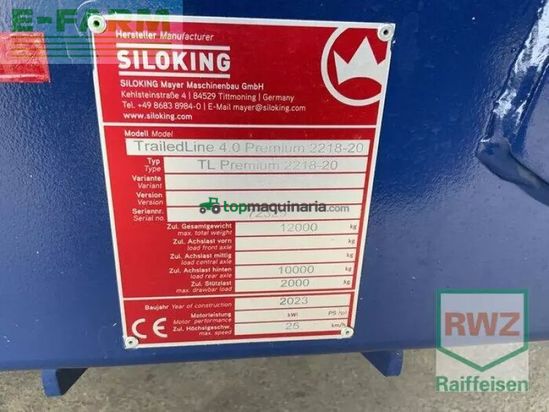 E-FARM
Hersteller Manufacturer
SILOKING
SILOKING Mayer Maschinenbau GmbH
Kehlsteinstraße 4 | 84529 Tittmoning | Germany
Tel. +49 8683 8984-0 | E-Mail mayer@siloking.com
www.siloking.com
Modell Model
TrailedLine 4.0 Premium 2218-20
Typ
Type
TL Premium 2218-20
Variante
Variant
Version
Version
Seriennr.
Serial no.
topmaquinaria.com
Zul. Gesamtgewicht
max. total weight
12000 kg
Zul. Achslast vorn
load front axle
kg
Zul. Achslast mittig
load central axle
kg
Zul. Achslast hinten
load rear axle
10000 kg
Zul. Stützlast
max. drawbar load
2000 kg
Baujahr Year of construction
2023
Motorleistung
Motor performance
kW/ PS hp/
Zul. Höchstgeschw.
max. speed
25 km/h
CE
RWZ
Raiffeisen